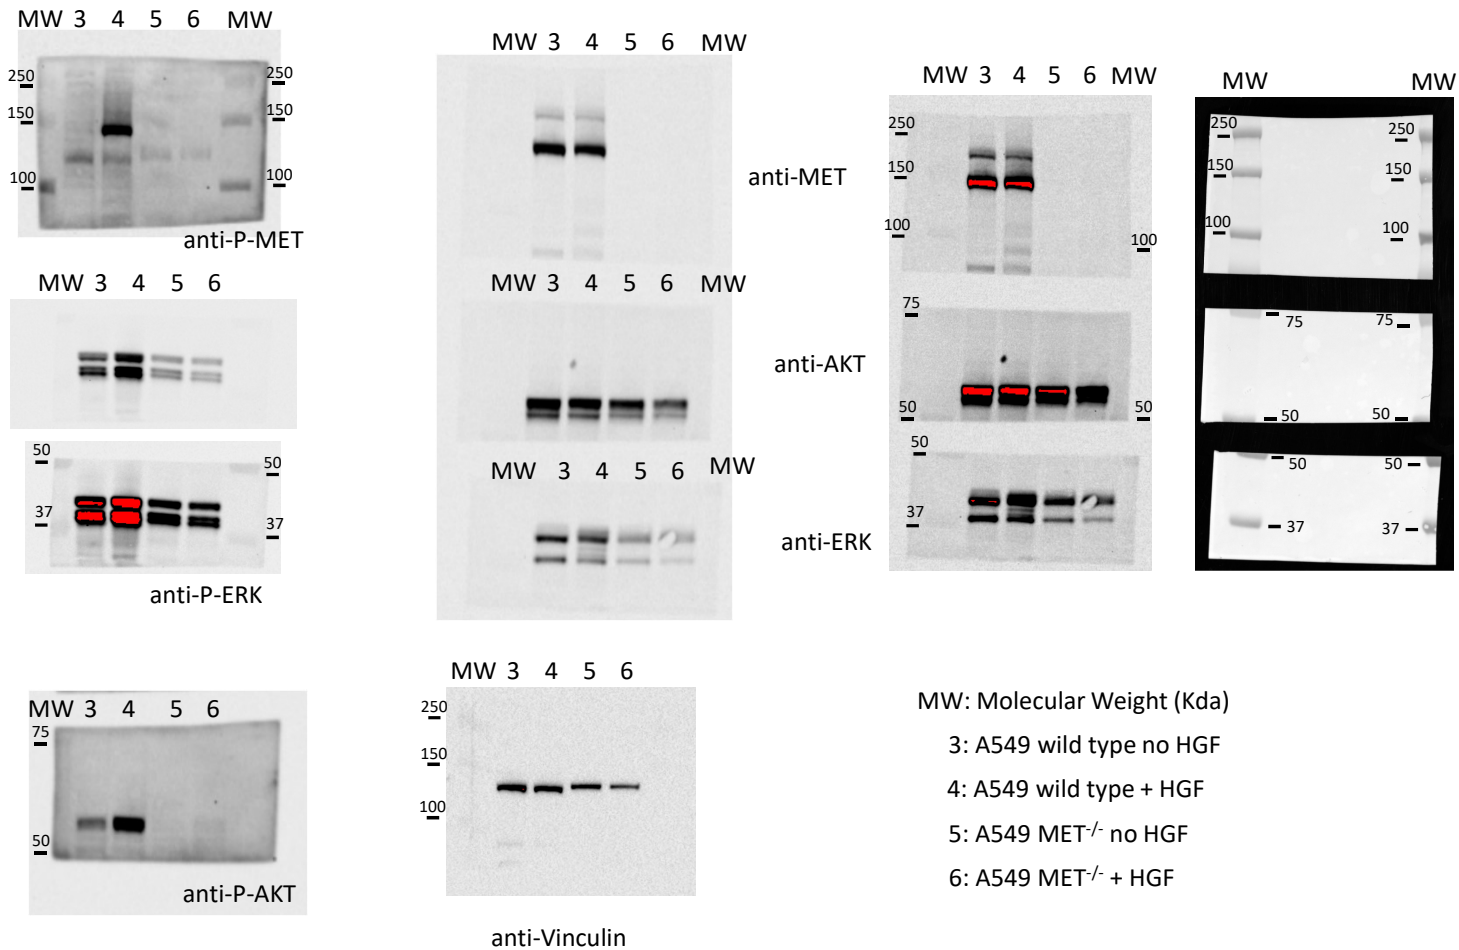 MW 3 4 5 6 MW
250
150
100
250
150
100
anti-P-MET
MW 3 4 5 6
50
37
50
37
anti-P-ERK
MW 3 4 5 6
75
50
anti-P-AKT
MW 3 4 5 6 MW
anti-MET
MW 3 4 5 6 MW
anti-AKT
MW 3 4 5 6 MW
anti-ERK
MW 3 4 5 6
250
150
100
anti-Vinculin
MW 3 4 5 6 MW
250
150
100
100
75
50
50
50
37
MW MW
250 250
150 150
100 100
75 75
50 50
50 50
37 37
MW: Molecular Weight (Kda)
3: A549 wild type no HGF
4: A549 wild type + HGF
5: A549 MET-/- no HGF
6: A549 MET-/- + HGF